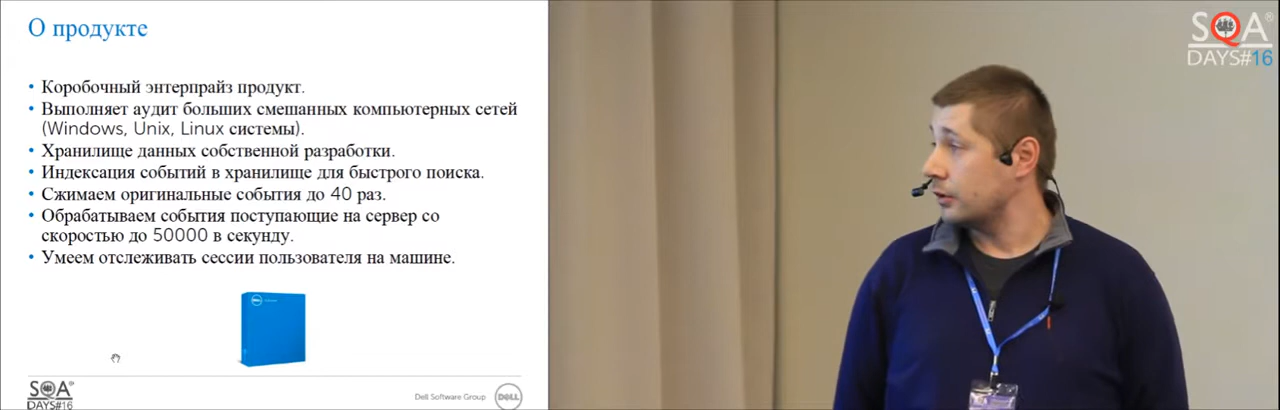 О продукте
• Коробочный энтерпрайз продукт.
• Выполняет аудит больших смешанных компьютерных сетей
(Windows, Unix, Linux системы).
• Хранилище данных собственной разработки.
• Индексация событий в хранилище для быстрого поиска.
• Сжимаем оригинальные события до 40 раз.
• Обрабатываем события поступающие на сервер со
скоростью до 50000 в секунду.
• Умеем отслеживать сессии пользователя на машине.
DELL
SQA®
DAYS#16
Dell Software Group
DELL
SQA®
DAYS#16